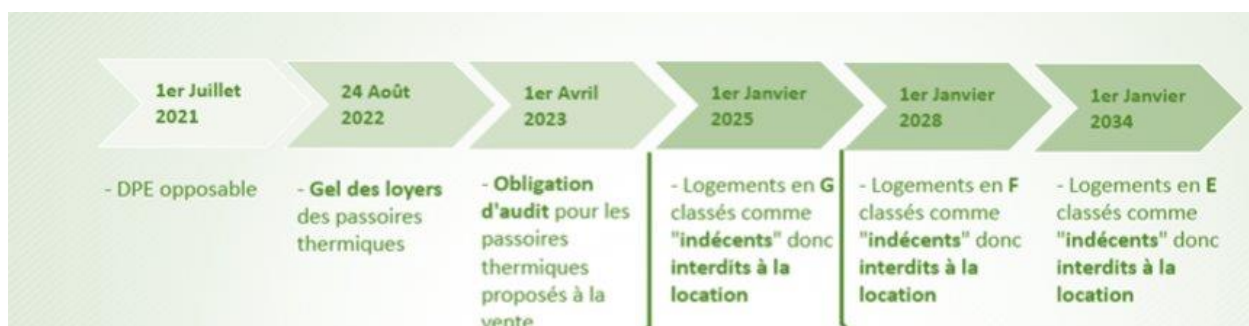 1er Juillet
2021
24 Août
2022
1er Avril
2023
1er Janvier
2025
1er Janvier
2028
1er Janvier
2034
- DPE opposable
- Gel des loyers
des passoires
thermiques
- Obligation
d'audit pour les
passoires
thermiques
proposés à la
vente
- Logements en G
classés comme
"indécents" donc
interdits à la
location
- Logements en F
classés comme
"indécents" donc
interdits à la
location
- Logements en E
classés comme
"indécents" donc
interdits à la
location